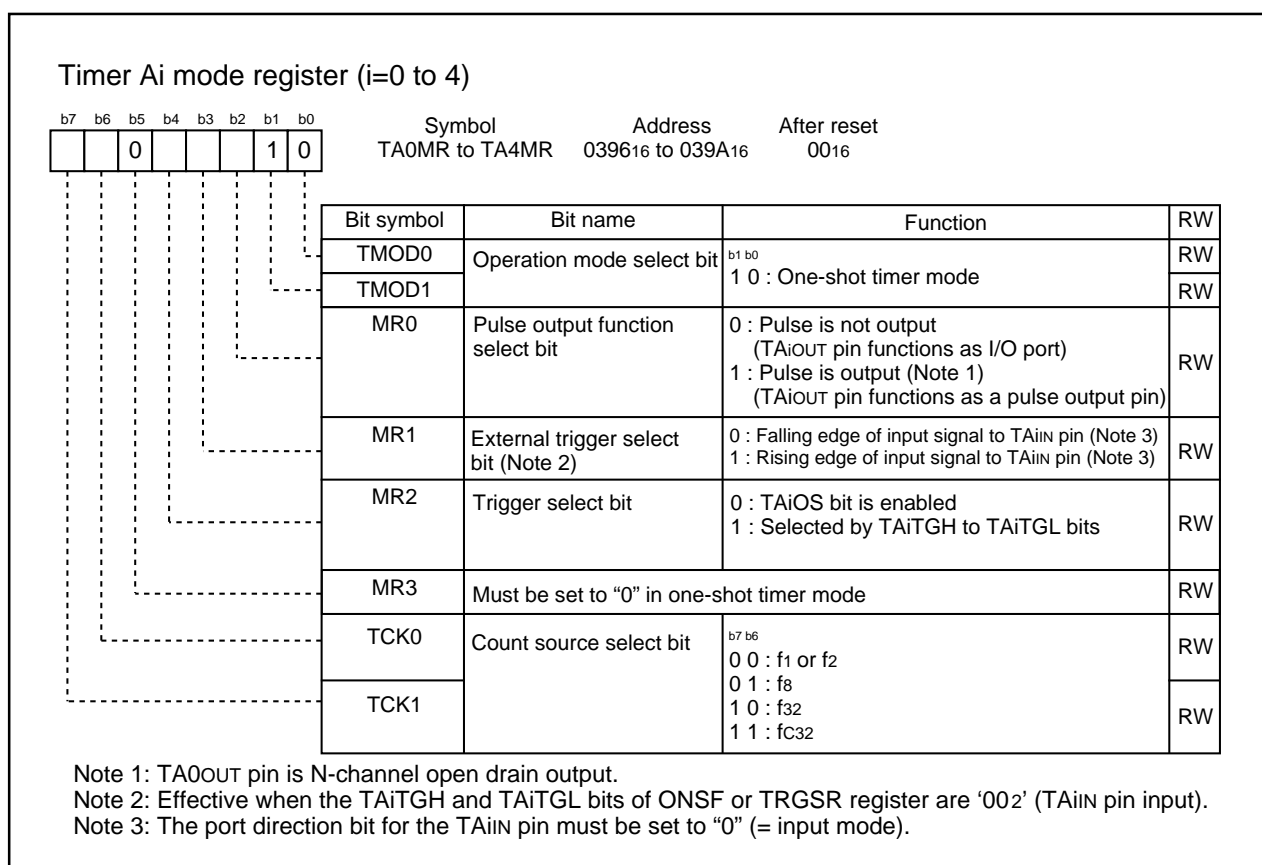 Timer Ai mode register (i=0 to 4)
b7 b6 b5 b4 b3 b2 b1 b0
0 1 0
Symbol Address After reset
TA0MR to TA4MR 039616 to 039A16 0016
Bit symbol Bit name Function RW
TMOD0 Operation mode select bit b1 b0 RW
1 0 : One-shot timer mode
TMOD1 RW
MR0 Pulse output function 0 : Pulse is not output
select bit (TAiOUT pin functions as I/O port)
1 : Pulse is output (Note 1) RW
(TAiOUT pin functions as a pulse output pin)
MR1 External trigger select 0 : Falling edge of input signal to TAiIN pin (Note 3)
bit (Note 2) 1 : Rising edge of input signal to TAiIN pin (Note 3) RW
MR2 Trigger select bit 0 : TAiOS bit is enabled
1 : Selected by TAiTGH to TAiTGL bits RW
MR3 Must be set to “0” in one-shot timer mode RW
TCK0 Count source select bit b7 b6 RW
0 0 : f1 or f2
0 1 : f8
TCK1 1 0 : f32 RW
1 1 : fC32
Note 1: TA0OUT pin is N-channel open drain output.
Note 2: Effective when the TAiTGH and TAiTGL bits of ONSF or TRGSR register are ‘002’ (TAiIN pin input).
Note 3: The port direction bit for the TAiIN pin must be set to “0” (= input mode).